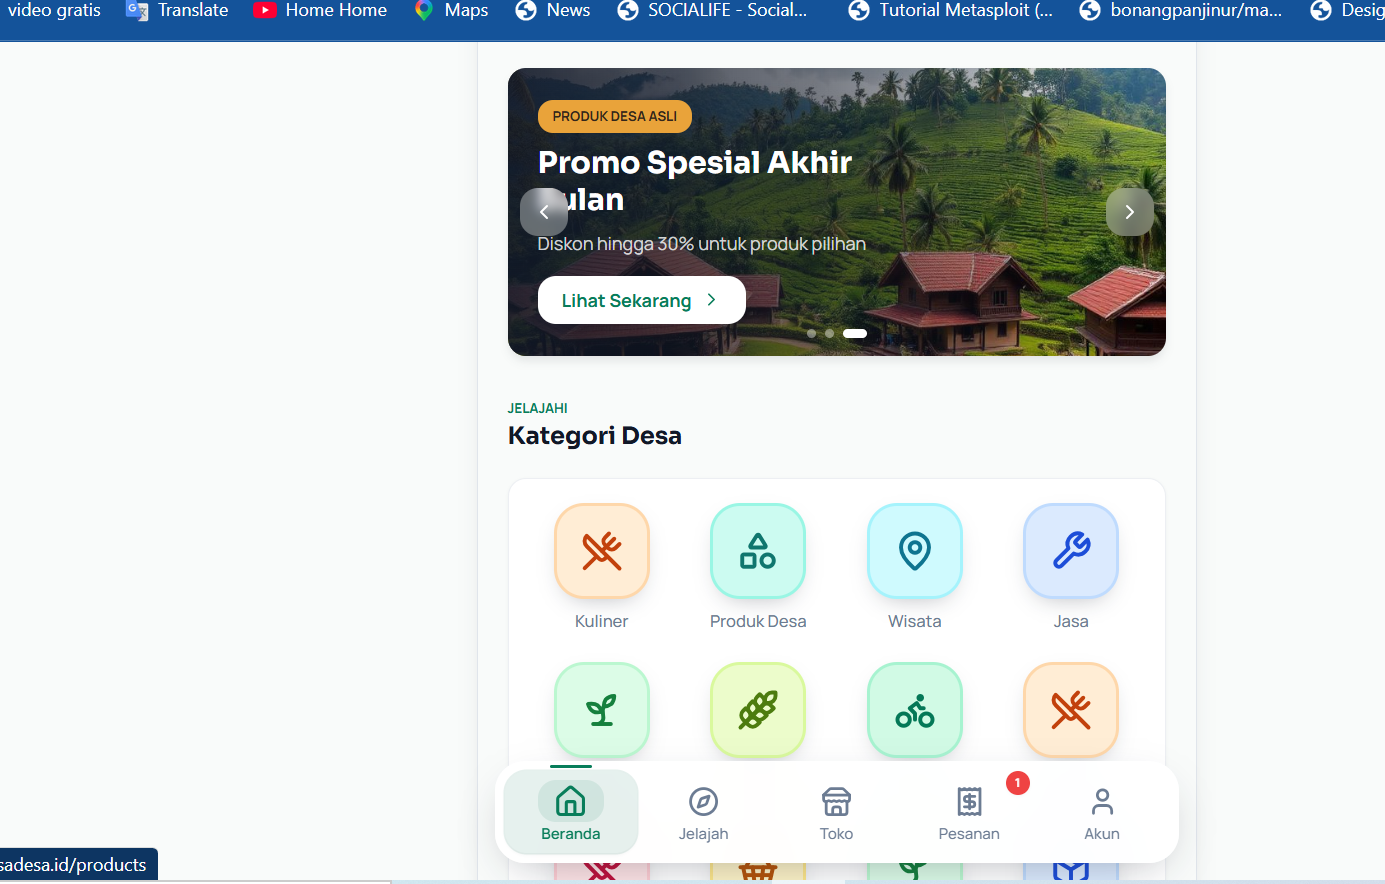 video gratis
Translate
Home Home
Maps
News
SOCIALIFE - Social...
Tutorial Metasploit (...
bonangpanjinur/ma...
Desig
PRODUK DESA ASLI
Promo Spesial Akhir
ulan
Diskon hingga 30% untuk produk pilihan
Lihat Sekarang
JELAJAHI
Kategori Desa
Kuliner
Produk Desa
Wisata
Jasa
1
Beranda
Jelajah
Toko
Pesanan
Akun
sadesa.id/products